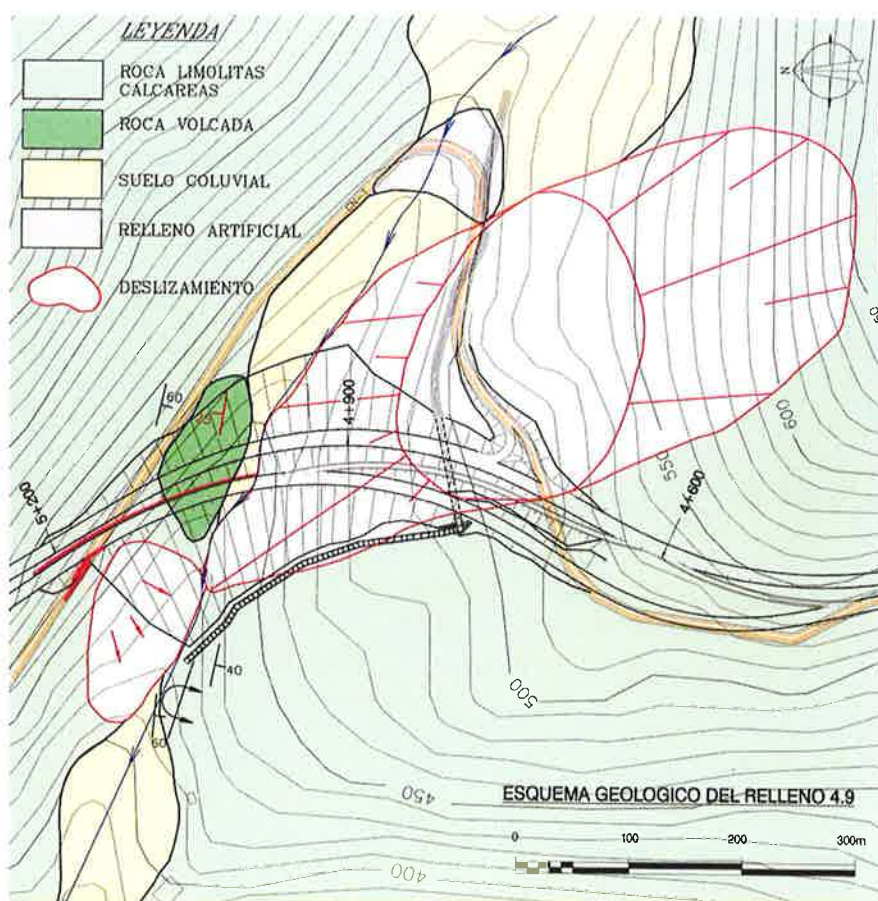 LEYENDA
ROCA LIMOLITAS
CALCAREAS
ROCA VOLCADA
SUELO COLUVIAL
RELLENO ARTIFICIAL
DESLIZAMIENTO
N
600
550
4+600
4+900
60
5+200
40
60
500
450
400
ESQUEMA GEOLOGICO DEL RELLENO 4.9
0 100 200 300m